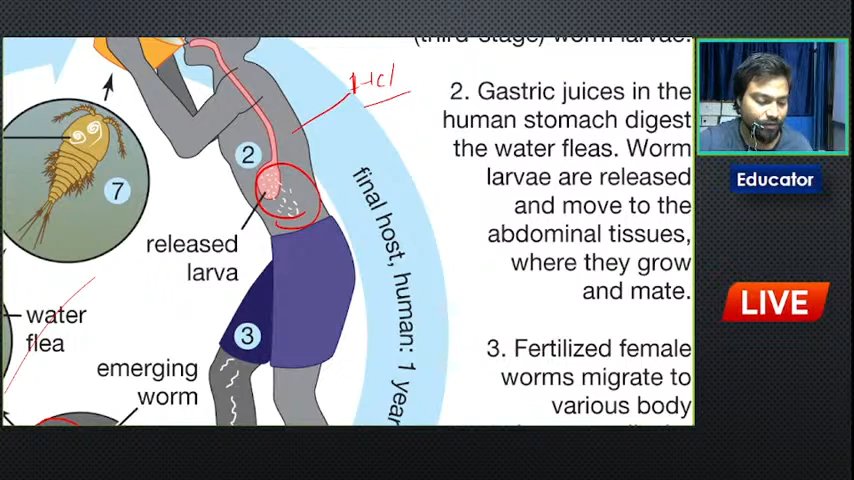 (third-stage) worm larvae.
HCl
2. Gastric juices in the
human stomach digest
the water fleas. Worm
larvae are released
and move to the
abdominal tissues,
where they grow
and mate.
Educator
2
7
final host, human: 1 year
released
larva
LIVE
water
flea
3
3. Fertilized female
worms migrate to
various body
emerging
worm